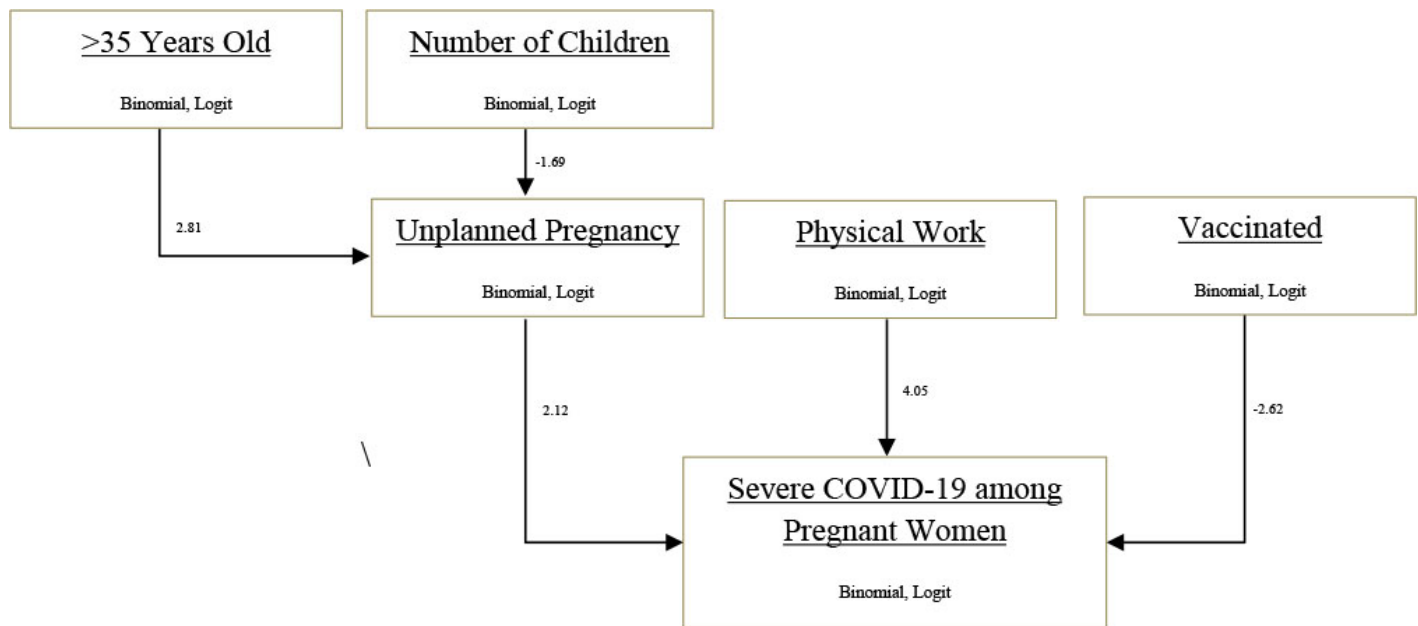 >35 Years Old
Binomial, Logit
Number of Children
Binomial, Logit
-1.69
2.81
Unplanned Pregnancy
Binomial, Logit
Physical Work
Binomial, Logit
Vaccinated
Binomial, Logit
2.12
4.05
-2.62
\
Severe COVID-19 among
Pregnant Women
Binomial, Logit